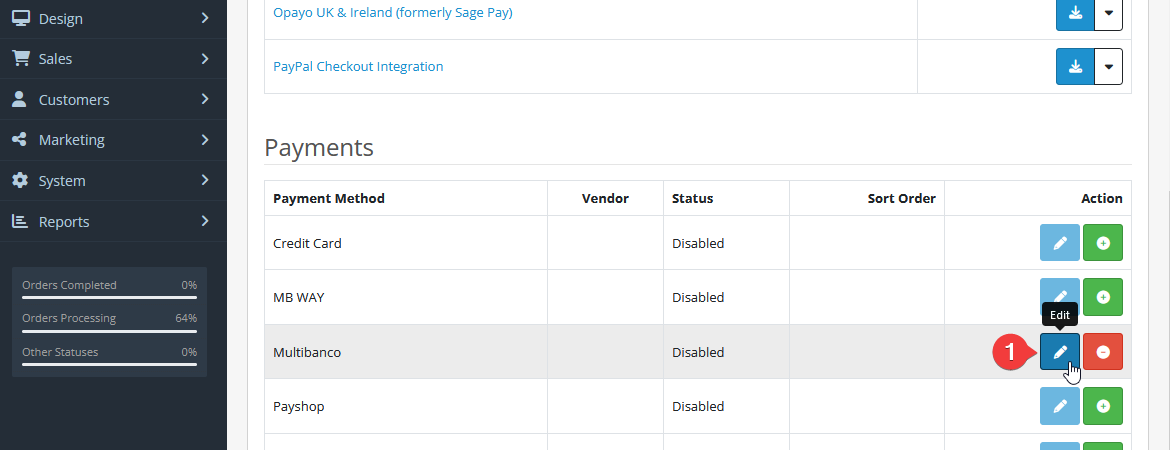 Design
Sales
Customers
Marketing
System
Reports
Orders Completed 0%
Orders Processing 64%
Other Statuses 0%
Opayo UK & Ireland (formerly Sage Pay)
PayPal Checkout Integration
Payments
Payment Method Vendor Status Sort Order Action
Credit Card Disabled
MB WAY Disabled
Edit
Multibanco Disabled 1
Payshop Disabled